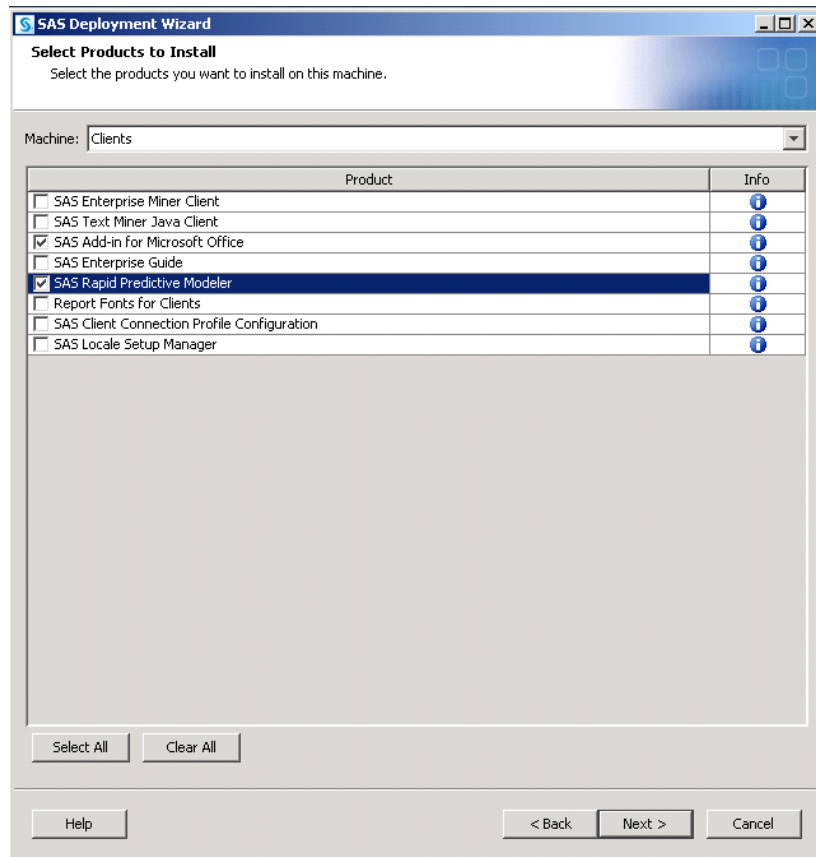 SAS Deployment Wizard
Select Products to Install
Select the products you want to install on this machine.
Machine: Clients
Product Info
SAS Enterprise Miner Client
SAS Text Miner Java Client
SAS Add-in for Microsoft Office
SAS Enterprise Guide
SAS Rapid Predictive Modeler
Report Fonts for Clients
SAS Client Connection Profile Configuration
SAS Locale Setup Manager
Select All Clear All
Help < Back Next > Cancel